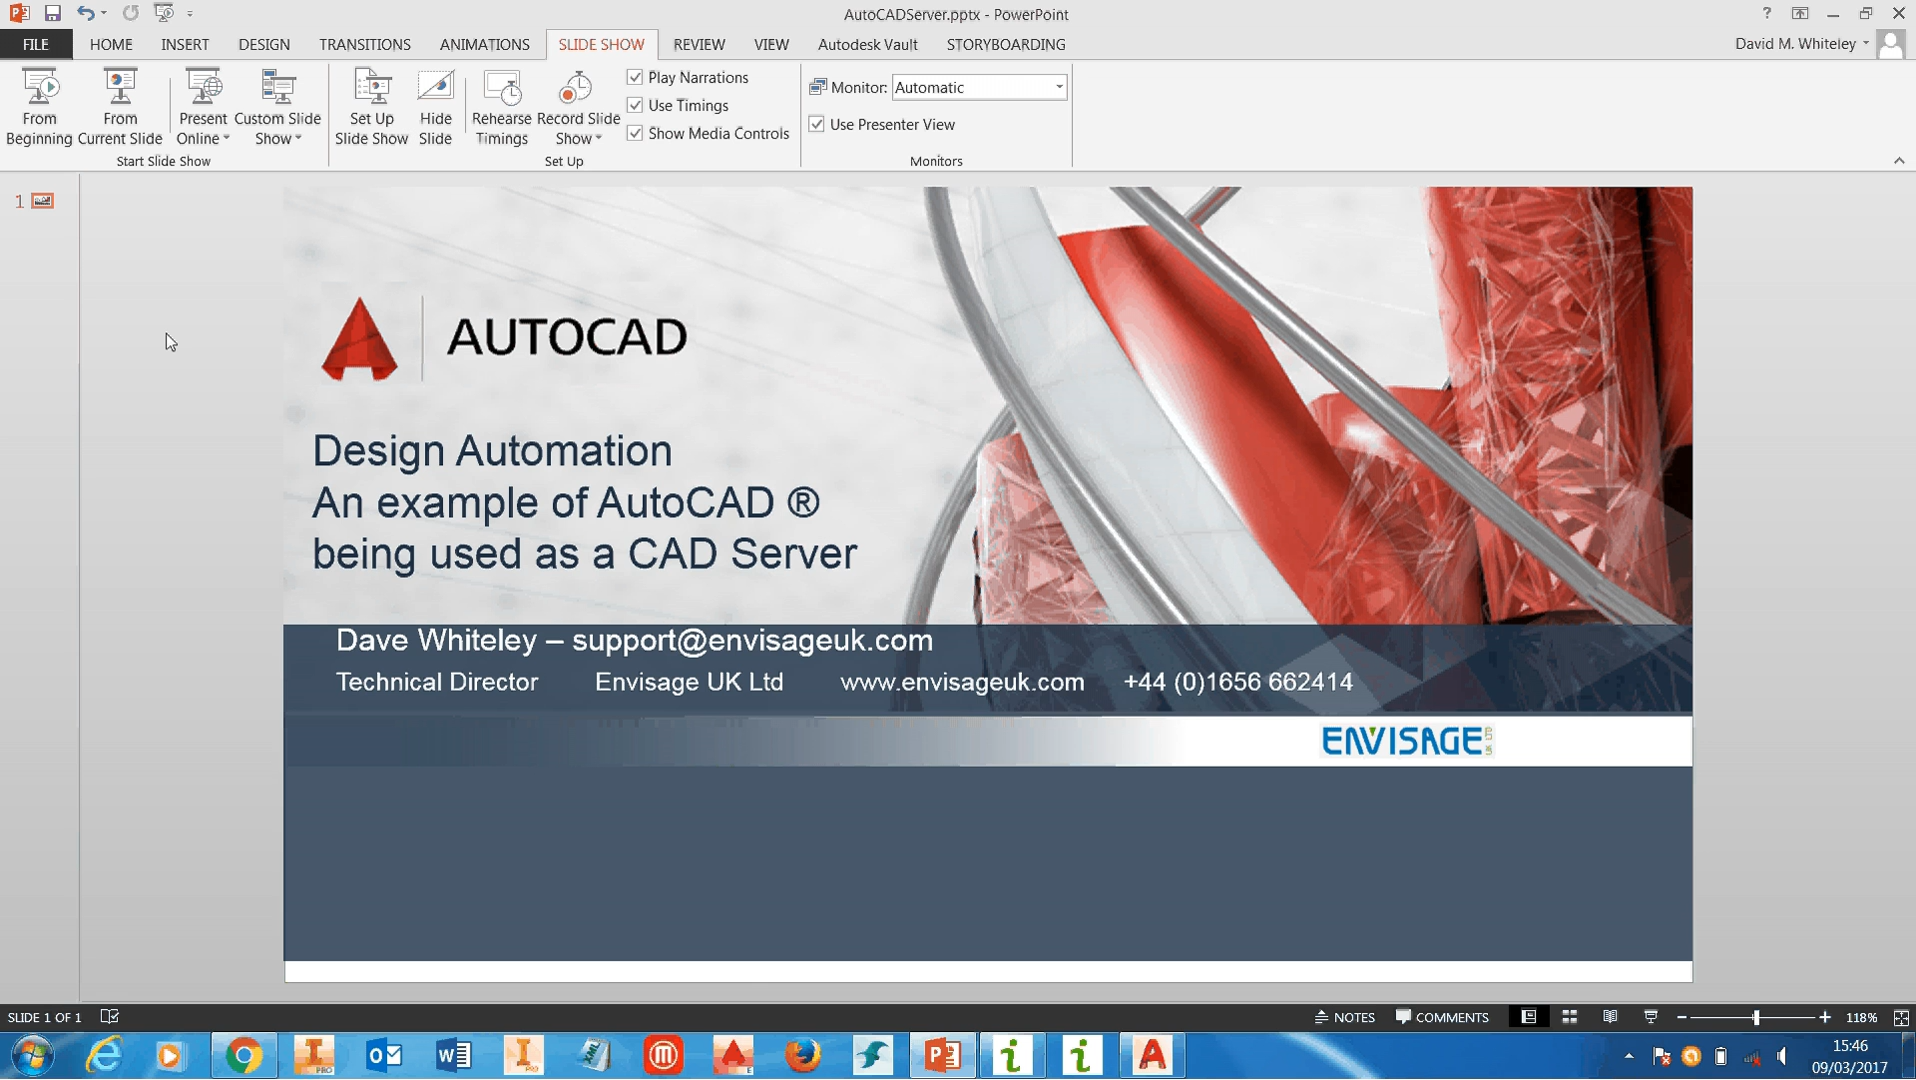 AutoCADServer.pptx - PowerPoint
FILE HOME INSERT DESIGN TRANSITIONS ANIMATIONS SLIDE SHOW REVIEW VIEW Autodesk Vault STORYBOARDING
David M. Whiteley
From Beginning
From Current Slide
Present Online
Custom Slide Show
Start Slide Show
Set Up Slide Show
Hide Slide
Rehearse Timings
Record Slide Show
Play Narrations
Use Timings
Show Media Controls
Set Up
Monitor: Automatic
Use Presenter View
Monitors
1
AUTOCAD
Design Automation
An example of AutoCAD ®
being used as a CAD Server
Dave Whiteley – support@envisageuk.com
Technical Director Envisage UK Ltd www.envisageuk.com +44 (0)1656 662414
ENVISAGE UK LTD
SLIDE 1 OF 1 NOTES COMMENTS 118%
15:46
09/03/2017